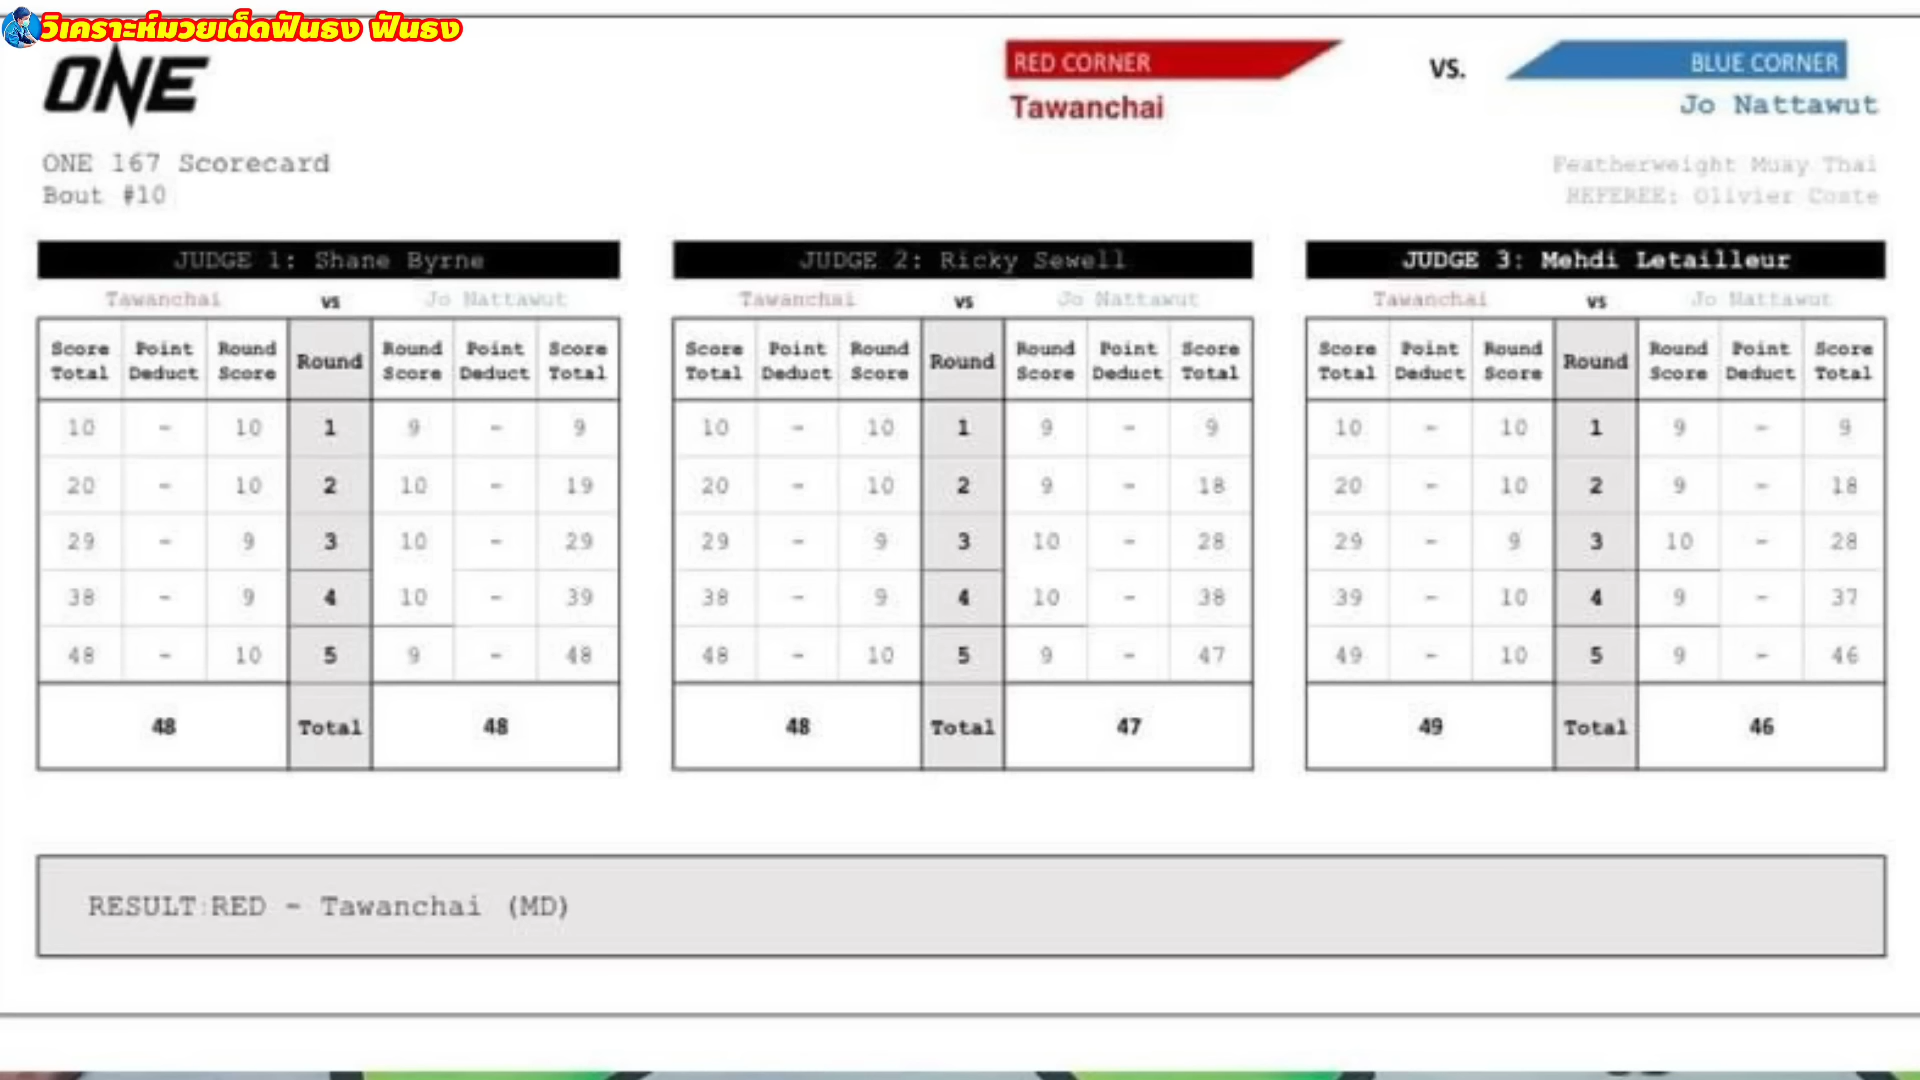 วิเคราะห์มวยเด็ดฟันธง ฟันธง
ONE
RED CORNER VS. BLUE CORNER
Tawanchai Jo Nattawut
ONE 167 Scorecard Featherweight Muay Thai
Bout #10 REFEREE: Olivier Coste
JUDGE 1: Shane Byrne
Tawanchai vs Jo Nattawut
Score Total Point Deduct Round Score Round Round Score Point Deduct Score Total
10 - 10 1 9 - 9
20 - 10 2 10 - 19
29 - 9 3 10 - 29
38 - 9 4 10 - 39
48 - 10 5 9 - 48
48 Total 48
JUDGE 2: Ricky Sewell
Tawanchai vs Jo Nattawut
Score Total Point Deduct Round Score Round Round Score Point Deduct Score Total
10 - 10 1 9 - 9
20 - 10 2 9 - 18
29 - 9 3 10 - 28
38 - 9 4 10 - 38
48 - 10 5 9 - 47
48 Total 47
JUDGE 3: Mehdi Letailleur
Tawanchai vs Jo Nattawut
Score Total Point Deduct Round Score Round Round Score Point Deduct Score Total
10 - 10 1 9 - 9
20 - 10 2 9 - 18
29 - 9 3 10 - 28
39 - 10 4 9 - 37
49 - 10 5 9 - 46
49 Total 46
RESULT:RED - Tawanchai (MD)